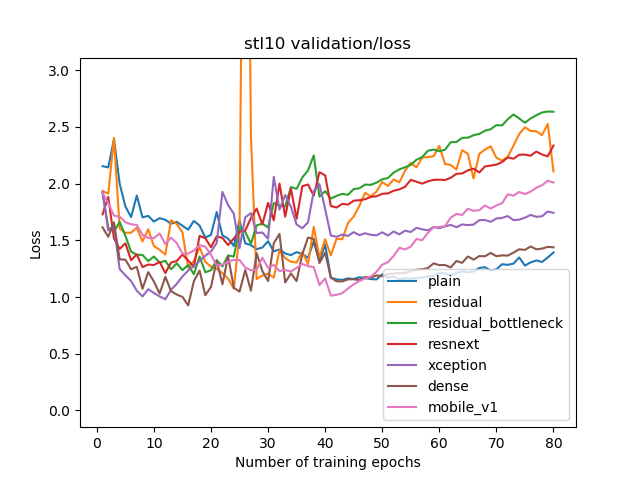 stl10 validation/loss
Loss
3.0
2.5
2.0
1.5
1.0
0.5
0.0
0 10 20 30 40 50 60 70 80
Number of training epochs
plain
residual
residual_bottleneck
resnext
xception
dense
mobile_v1